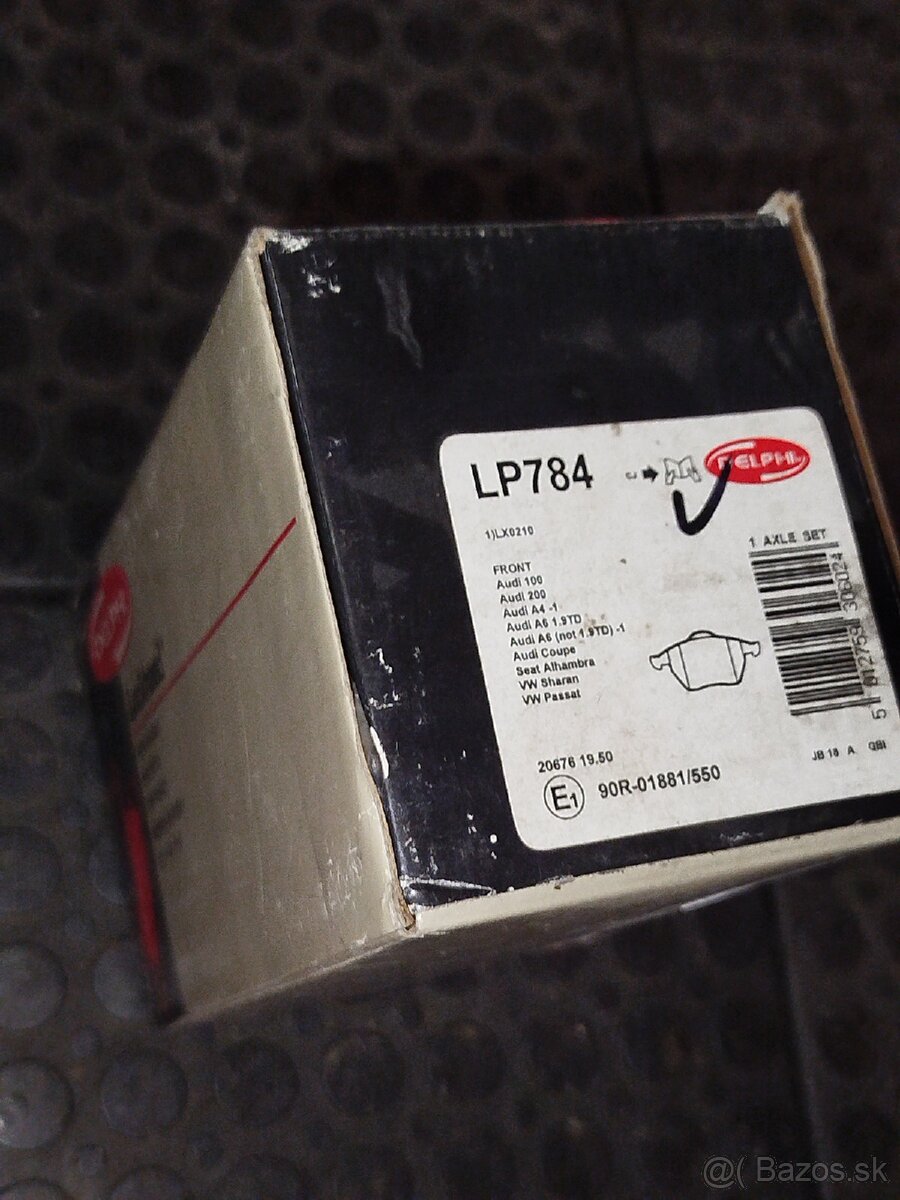 LP784
DELPHI
1)LX0210
1 AXLE SET
FRONT
Audi 100
Audi 200
Audi A4 -1
Audi A6 1.9TD
Audi A6 (not 1.9TD) -1
Audi Coupe
Seat Alhambra
VW Sharan
VW Passat
20676 19.50
E1 90R-01881/550
JB 18 A QBI
@( Bazos.sk